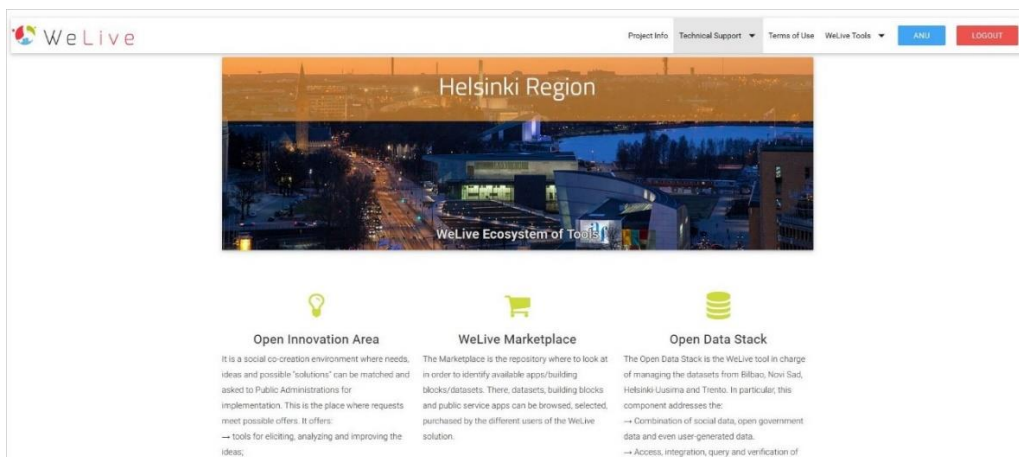 WeLive
Project Info Technical Support Terms of Use WeLive Tools ANU LOGOUT
Helsinki Region
WeLive Ecosystem of Tools
Open Innovation Area
It is a social co-creation environment where needs,
ideas and possible "solutions" can be matched and
asked to Public Administrations for
implementation. This is the place where requests
meet possible offers. It offers:
→ tools for eliciting, analyzing and improving the
ideas;
WeLive Marketplace
The Marketplace is the repository where to look at
in order to identify available apps/building
blocks/datasets. There, datasets, building blocks
and public service apps can be browsed, selected,
purchased by the different users of the WeLive
solution.
Open Data Stack
The Open Data Stack is the WeLive tool in charge
of managing the datasets from Bilbao, Novi Sad,
Helsinki-Uusima and Trento. In particular, this
component addresses the:
→ Combination of social data, open government
data and even user-generated data.
→ Access, integration, query and verification of